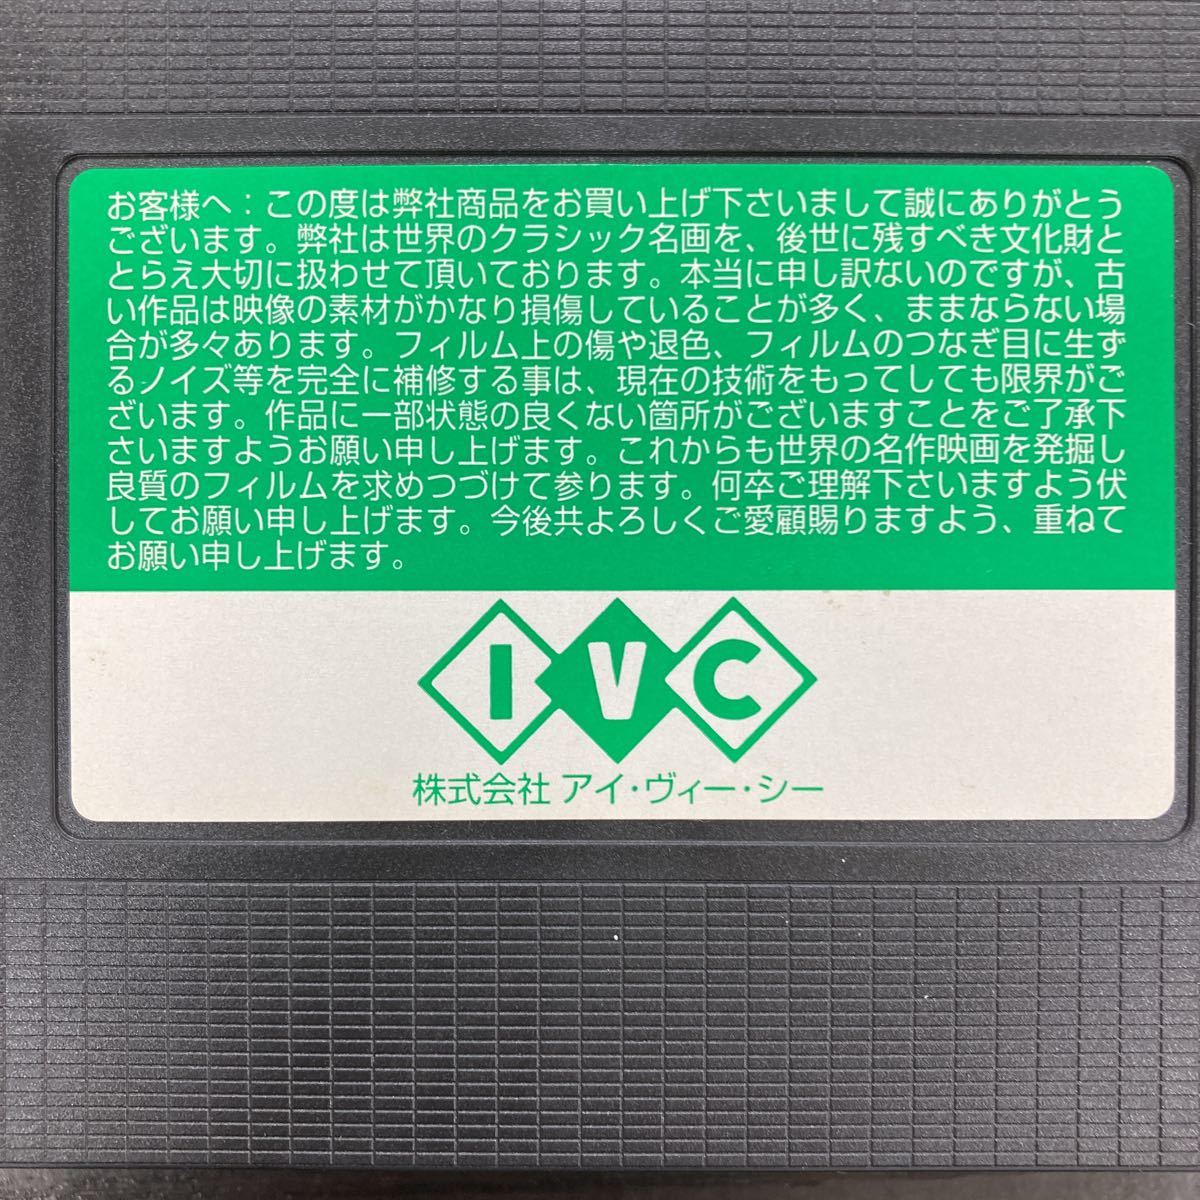 お客様へ：この度は弊社商品をお買い上げ下さいまして誠にありがとう
ございます。弊社は世界のクラシック名画を、後世に残すべき文化財と
とらえ大切に扱わせて頂いております。本当に申し訳ないのですが、古
い作品は映像の素材がかなり損傷していることが多く、ままならない場
合が多々あります。フィルム上の傷や退色、フィルムのつなぎ目に生ず
るノイズ等を完全に補修する事は、現在の技術をもってしても限界がご
ざいます。作品に一部状態の良くない箇所がございますことをご了承下
さいますようお願い申し上げます。これからも世界の名作映画を発掘し
良質のフィルムを求めつづけて参ります。何卒ご理解下さいますよう伏
してお願い申し上げます。今後共よろしくご愛顧賜りますよう、重ねて
お願い申し上げます。
IVC
株式会社 アイ・ヴィー・シー